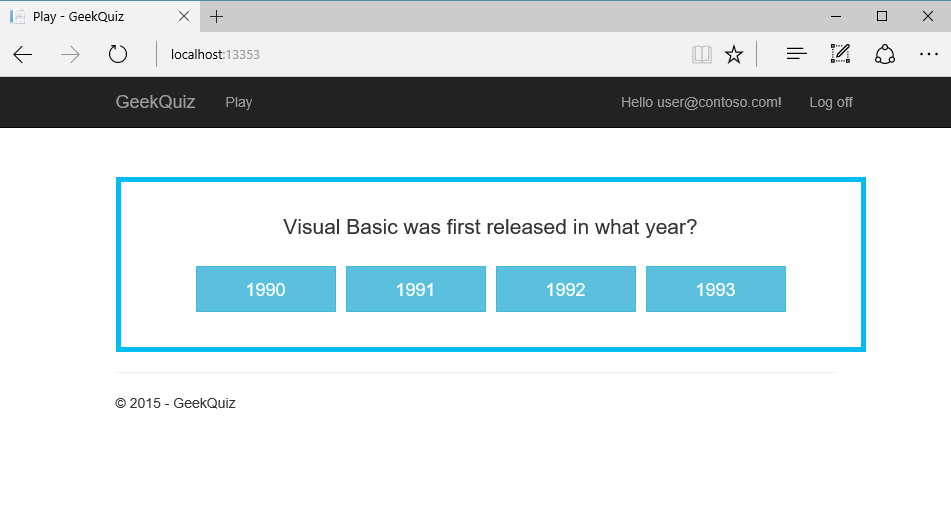 Play - GeekQuiz
localhost:13353
GeekQuiz Play Hello user@contoso.com! Log off
Visual Basic was first released in what year?
1990 1991 1992 1993
© 2015 - GeekQuiz